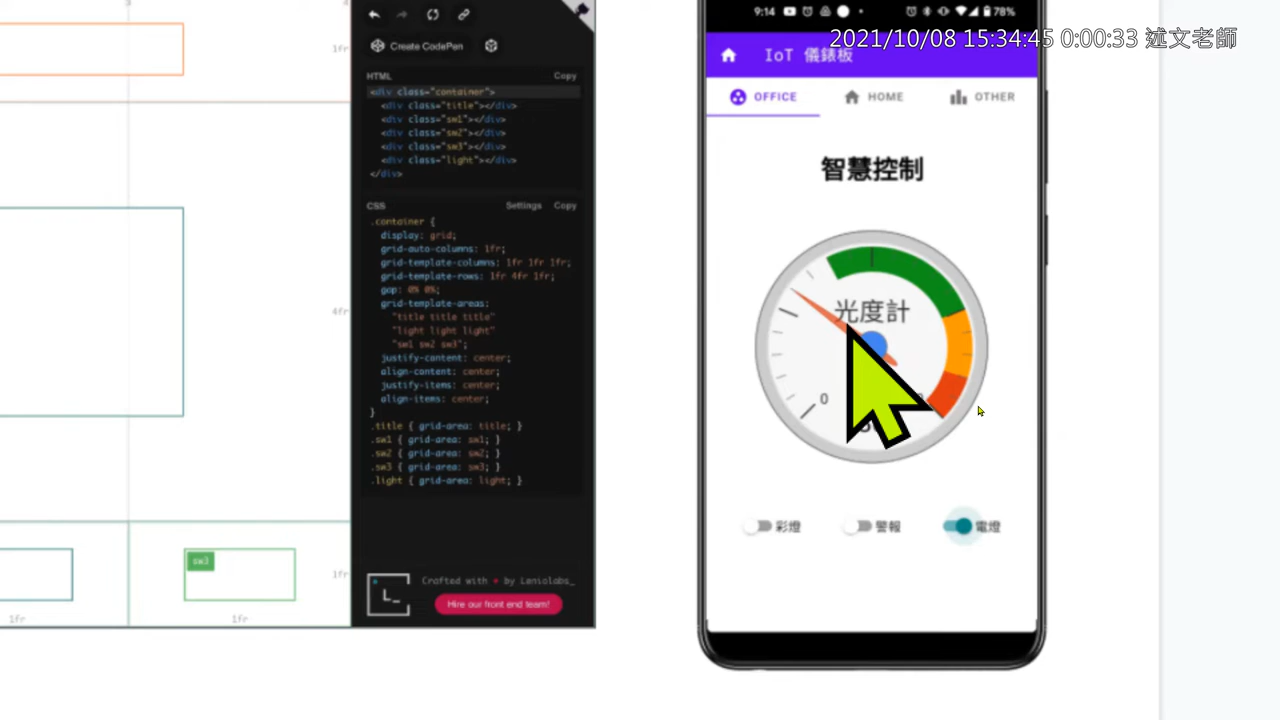 2021/10/08 15:34:45 0:00:33 述文老師
3
4
1fr
4fr
sw3
1fr
1fr
1fr
Create CodePen
HTML
Copy
<div class="container">
<div class="title"></div>
<div class="sw1"></div>
<div class="sw2"></div>
<div class="sw3"></div>
<div class="light"></div>
</div>
CSS
Settings Copy
.container {
display: grid;
grid-auto-columns: 1fr;
grid-template-columns: 1fr 1fr 1fr;
grid-template-rows: 1fr 4fr 1fr;
gap: 0% 0%;
grid-template-areas:
"title title title"
"light light light"
"sw1 sw2 sw3";
justify-content: center;
align-content: center;
justify-items: center;
align-items: center;
}
.title { grid-area: title; }
.sw1 { grid-area: sw1; }
.sw2 { grid-area: sw2; }
.sw3 { grid-area: sw3; }
.light { grid-area: light; }
L_
Crafted with by Leniolabs_
Hire our front end team!
9:14 78%
IoT 儀錶板
OFFICE HOME OTHER
智慧控制
光度計
0
彩燈 警報 電燈